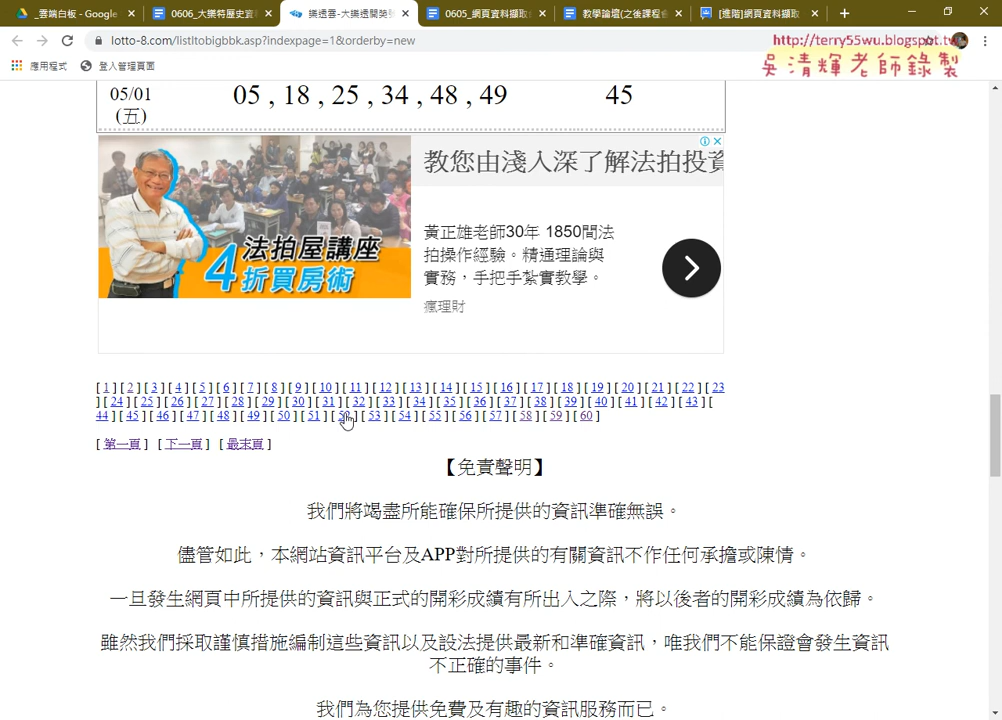 _雲端白板 - Google
0606_大樂特歷史資
樂透雲-大樂透開獎號
0605_網頁資料擷取
教學論壇(之後課程會
[進階]網頁資料擷取
lotto-8.com/listltobigbbk.asp?indexpage=1&orderby=new
http://terry55wu.blogspot.tw
應用程式
登入管理頁面
吳清輝老師錄製
05/01
(五)
05 , 18 , 25 , 34 , 48 , 49
45
教您由淺入深了解法拍投資
黃正雄老師30年 1850間法
拍操作經驗。精通理論與
實務，手把手紮實教學。
瘋理財
法拍屋講座
4折買房術
[ 1 ] [ 2 ] [ 3 ] [ 4 ] [ 5 ] [ 6 ] [ 7 ] [ 8 ] [ 9 ] [ 10 ] [ 11 ] [ 12 ] [ 13 ] [ 14 ] [ 15 ] [ 16 ] [ 17 ] [ 18 ] [ 19 ] [ 20 ] [ 21 ] [ 22 ] [ 23
] [ 24 ] [ 25 ] [ 26 ] [ 27 ] [ 28 ] [ 29 ] [ 30 ] [ 31 ] [ 32 ] [ 33 ] [ 34 ] [ 35 ] [ 36 ] [ 37 ] [ 38 ] [ 39 ] [ 40 ] [ 41 ] [ 42 ] [ 43 ] [
44 ] [ 45 ] [ 46 ] [ 47 ] [ 48 ] [ 49 ] [ 50 ] [ 51 ] [ 52 ] [ 53 ] [ 54 ] [ 55 ] [ 56 ] [ 57 ] [ 58 ] [ 59 ] [ 60 ]
[ 第一頁 ] [ 下一頁 ] [ 最末頁 ]
【免責聲明】
我們將竭盡所能確保所提供的資訊準確無誤。
儘管如此，本網站資訊平台及APP對所提供的有關資訊不作任何承擔或陳情。
一旦發生網頁中所提供的資訊與正式的開彩成績有所出入之際，將以後者的開彩成績為依歸。
雖然我們採取謹慎措施編制這些資訊以及設法提供最新和準確資訊，唯我們不能保證會發生資訊
不正確的事件。
我們為您提供免費及有趣的資訊服務而已。